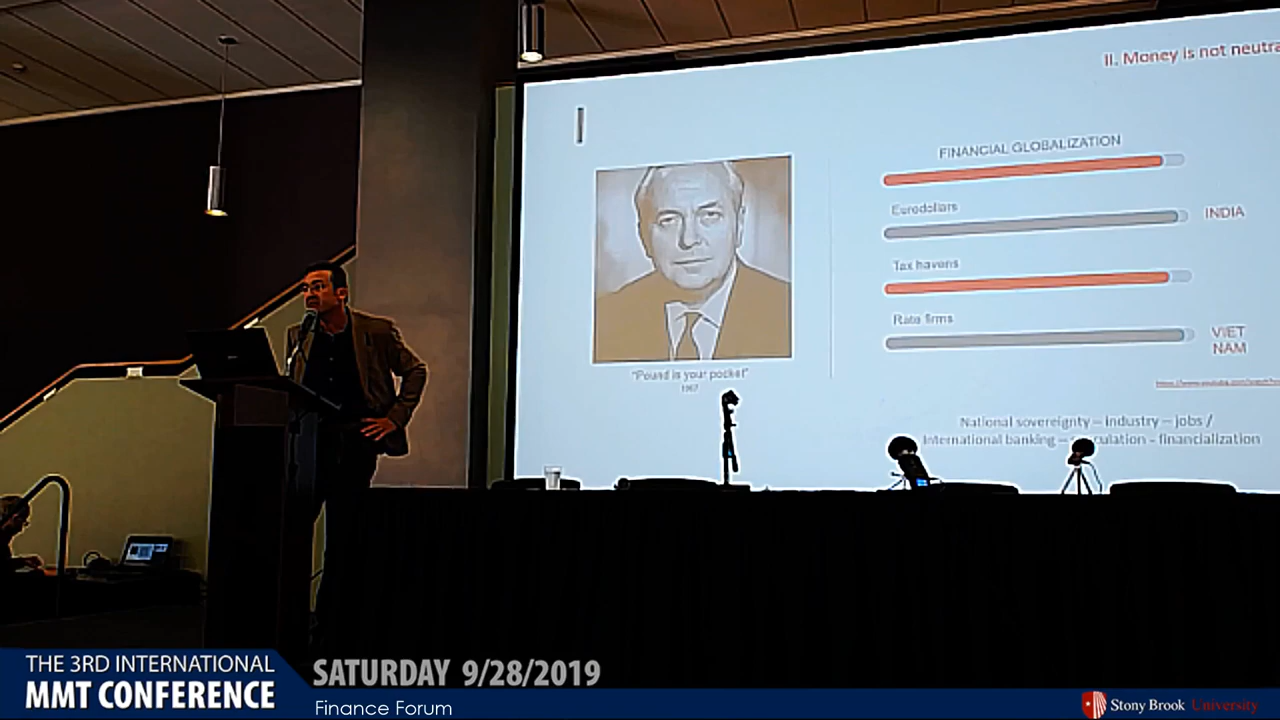 II. Money is not neutra
FINANCIAL GLOBALIZATION
Eurodollars
INDIA
Tax havens
Rate firms
VIET
NAM
"Pound is your pocket"
1967
National sovereignty – industry – jobs /
International banking – culation - financialization
THE 3RD INTERNATIONAL
MMT CONFERENCE
SATURDAY 9/28/2019
Finance Forum
Stony Brook University